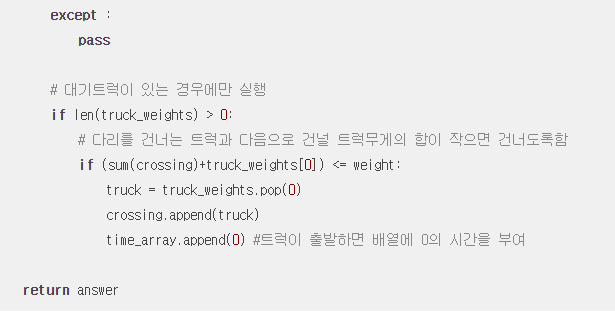 except :
pass
# 대기트럭이 있는 경우에만 실행
if len(truck_weights) > 0:
# 다리를 건너는 트럭과 다음으로 건널 트럭무게의 합이 작으면 건너도록함
if (sum(crossing)+truck_weights[0]) <= weight:
truck = truck_weights.pop(0)
crossing.append(truck)
time_array.append(0) #트럭이 출발하면 배열에 0의 시간을 부여
return answer